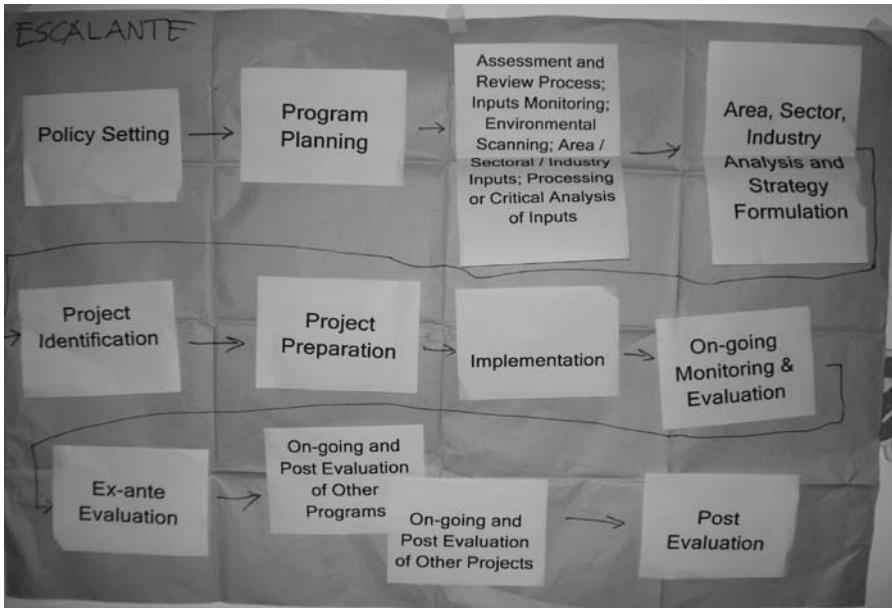 ESCALANTE
Policy Setting
Program
Planning
Assessment and
Review Process;
Inputs Monitoring;
Environmental
Scanning; Area /
Sectoral / Industry
Inputs; Processing
or Critical Analysis
of Inputs
Area, Sector,
Industry
Analysis and
Strategy
Formulation
Project
Identification
Project
Preparation
Implementation
On-going
Monitoring &
Evaluation
Ex-ante
Evaluation
On-going and
Post Evaluation
of Other
Programs
On-going and
Post Evaluation
of Other Projects
Post
Evaluation